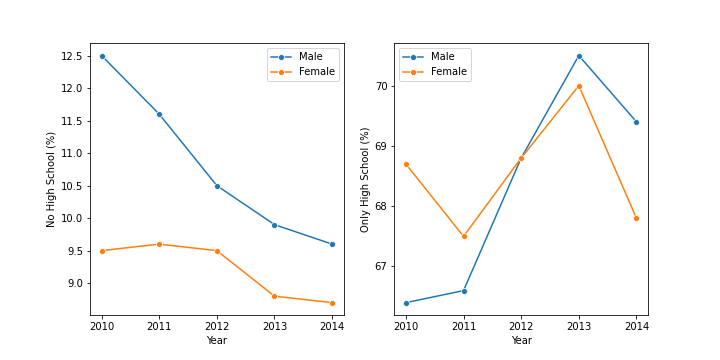 No High School (%)
12.5
12.0
11.5
11.0
10.5
10.0
9.5
9.0
Male
Female
2010 2011 2012 2013 2014
Year
Only High School (%)
70
69
68
67
Male
Female
2010 2011 2012 2013 2014
Year